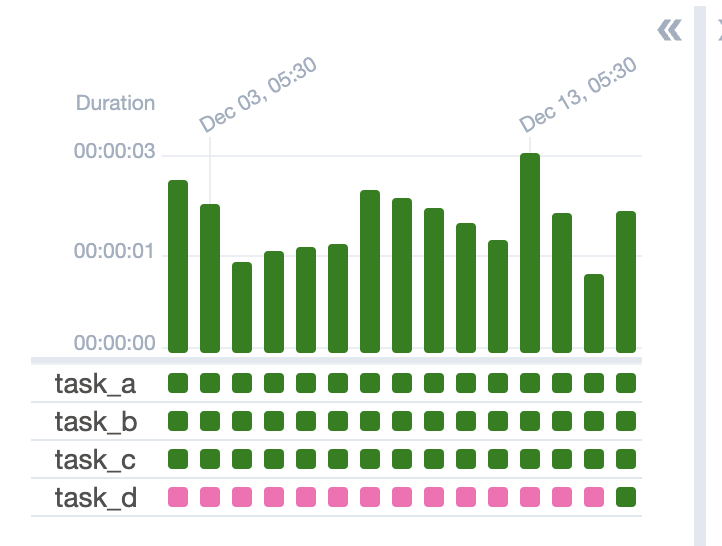 Dec 03, 05:30
Dec 13, 05:30
Duration
00:00:03
00:00:01
00:00:00
task_a
task_b
task_c
task_d